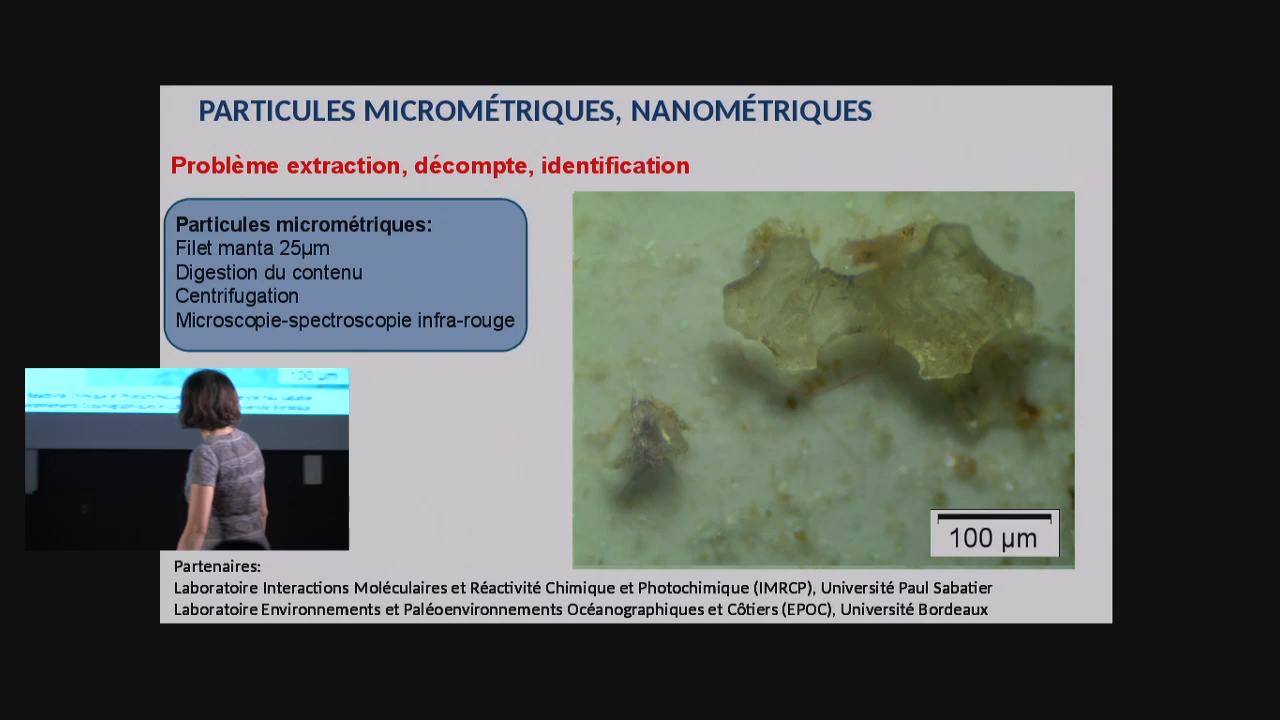 PARTICULES MICROMÉTRIQUES, NANOMÉTRIQUES
Problème extraction, décompte, identification
Particules micrométriques:
Filet manta 25µm
Digestion du contenu
Centrifugation
Microscopie-spectroscopie infra-rouge
100 µm
100 µm
Partenaires:
Laboratoire Interactions Moléculaires et Réactivité Chimique et Photochimique (IMRCP), Université Paul Sabatier
Laboratoire Environnements et Paléoenvironnements Océanographiques et Côtiers (EPOC), Université Bordeaux